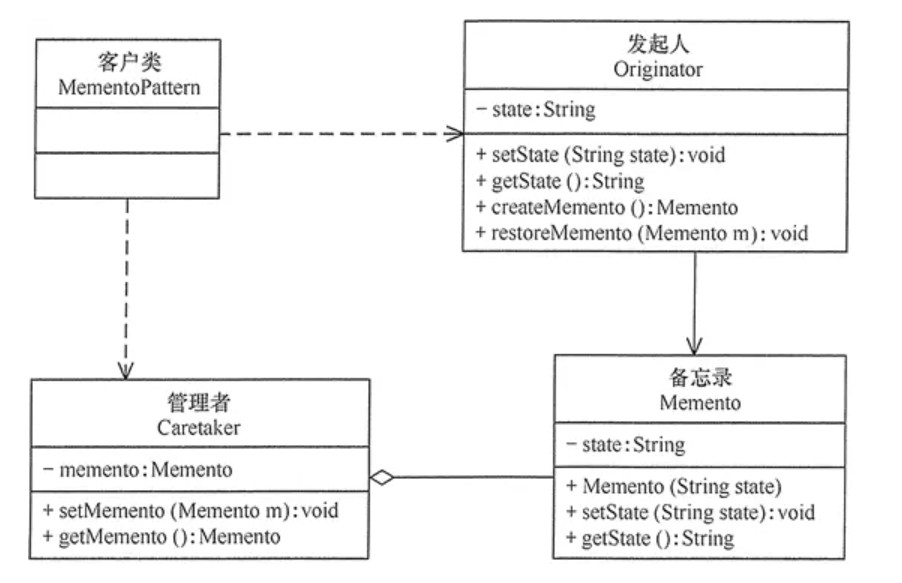 客户类
MementoPattern
发起人
Originator
− state:String
+ setState (String state):void
+ getState ():String
+ createMemento ():Memento
+ restoreMemento (Memento m):void
管理者
Caretaker
− memento:Memento
+ setMemento (Memento m):void
+ getMemento ():Memento
备忘录
Memento
− state:String
+ Memento (String state)
+ setState (String state):void
+ getState ():String